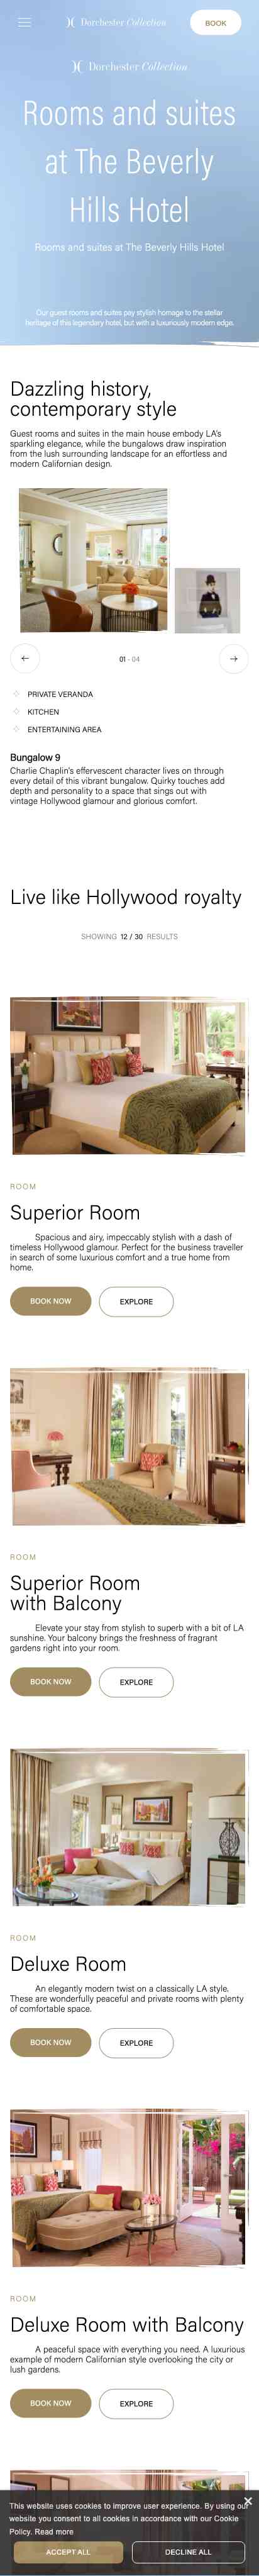 Dorchester Collection
BOOK
Dorchester Collection
Rooms and suites
at The Beverly
Hills Hotel
Rooms and suites at The Beverly Hills Hotel
Our guest rooms and suites pay stylish homage to the stellar
heritage of this legendary hotel, but with a luxuriously modern edge.
Dazzling history,
contemporary style
Guest rooms and suites in the main house embody LA's
sparkling elegance, while the bungalows draw inspiration
from the lush surrounding landscape for an effortless and
modern Californian design.
01 - 04
PRIVATE VERANDA
KITCHEN
ENTERTAINING AREA
Bungalow 9
Charlie Chaplin's effervescent character lives on through
every detail of this vibrant bungalow. Quirky touches add
depth and personality to a space that sings out with
vintage Hollywood glamour and glorious comfort.
Live like Hollywood royalty
SHOWING 12 / 30 RESULTS
ROOM
Superior Room
Spacious and airy, impeccably stylish with a dash of
timeless Hollywood glamour. Perfect for the business traveller
in search of some luxurious comfort and a true home from
home.
BOOK NOW
EXPLORE
ROOM
Superior Room
with Balcony
Elevate your stay from stylish to superb with a bit of LA
sunshine. Your balcony brings the freshness of fragrant
gardens right into your room.
BOOK NOW
EXPLORE
ROOM
Deluxe Room
An elegantly modern twist on a classically LA style.
These are wonderfully peaceful and private rooms with plenty
of comfortable space.
BOOK NOW
EXPLORE
ROOM
Deluxe Room with Balcony
A peaceful space with everything you need. A luxurious
example of modern Californian style overlooking the city or
lush gardens.
BOOK NOW
EXPLORE
This website uses cookies to improve user experience. By using our
website you consent to all cookies in accordance with our Cookie
Policy. Read more
ACCEPT ALL
DECLINE ALL